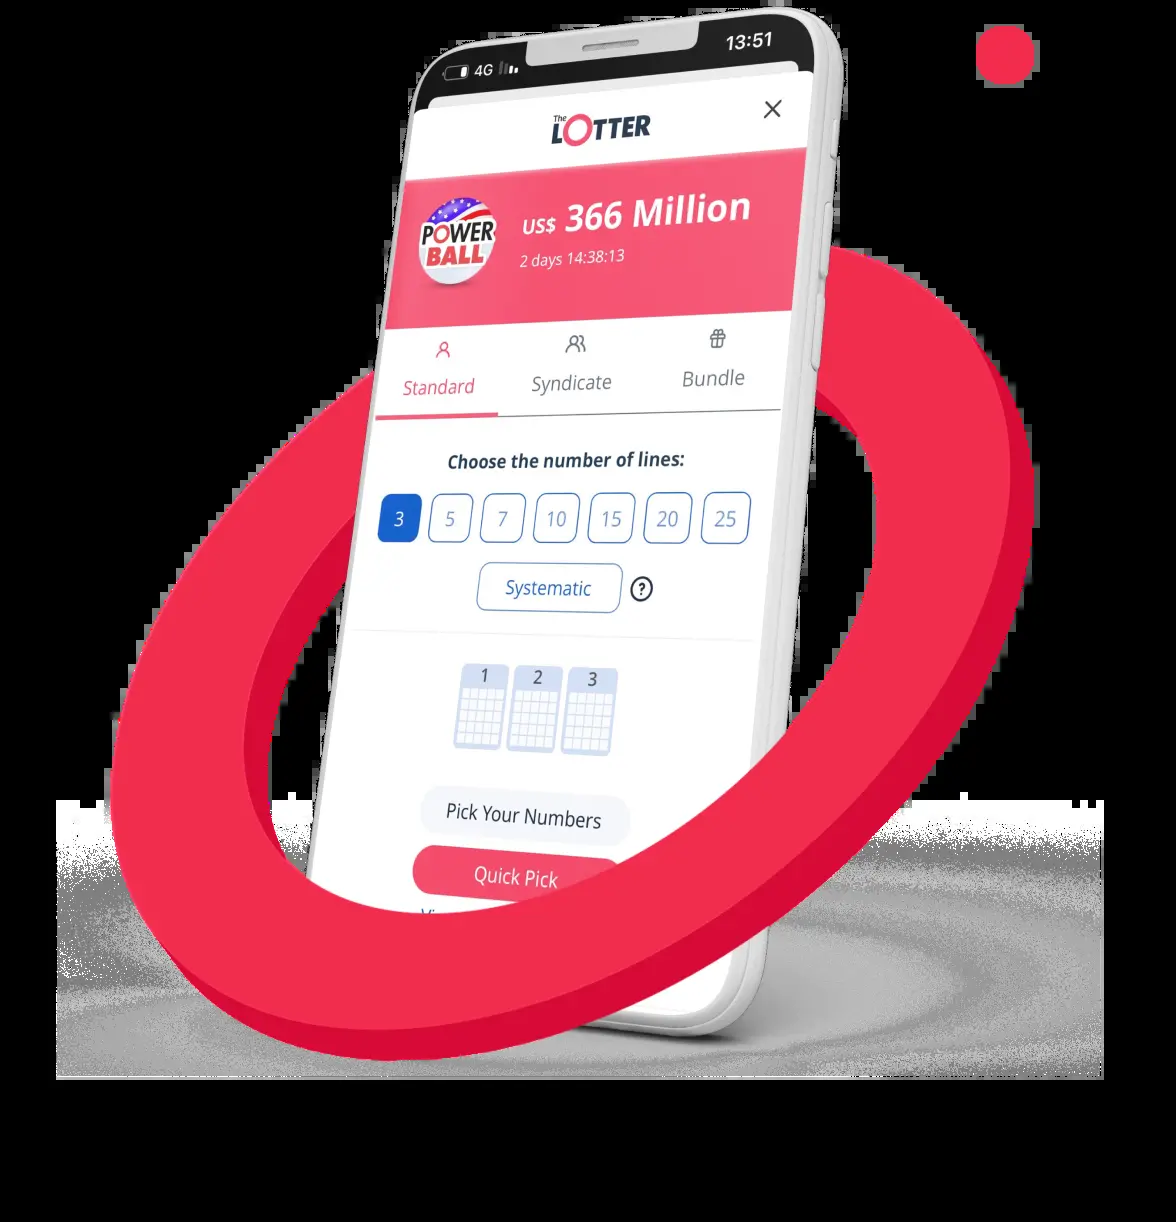 4G 13:51
The LOTTER
POWER
BALL
US$ 366 Million
2 days 14:38:13
Standard Syndicate Bundle
Choose the number of lines:
3 5 7 10 15 20 25
Systematic ?
1 2 3
Pick Your Numbers
Quick Pick